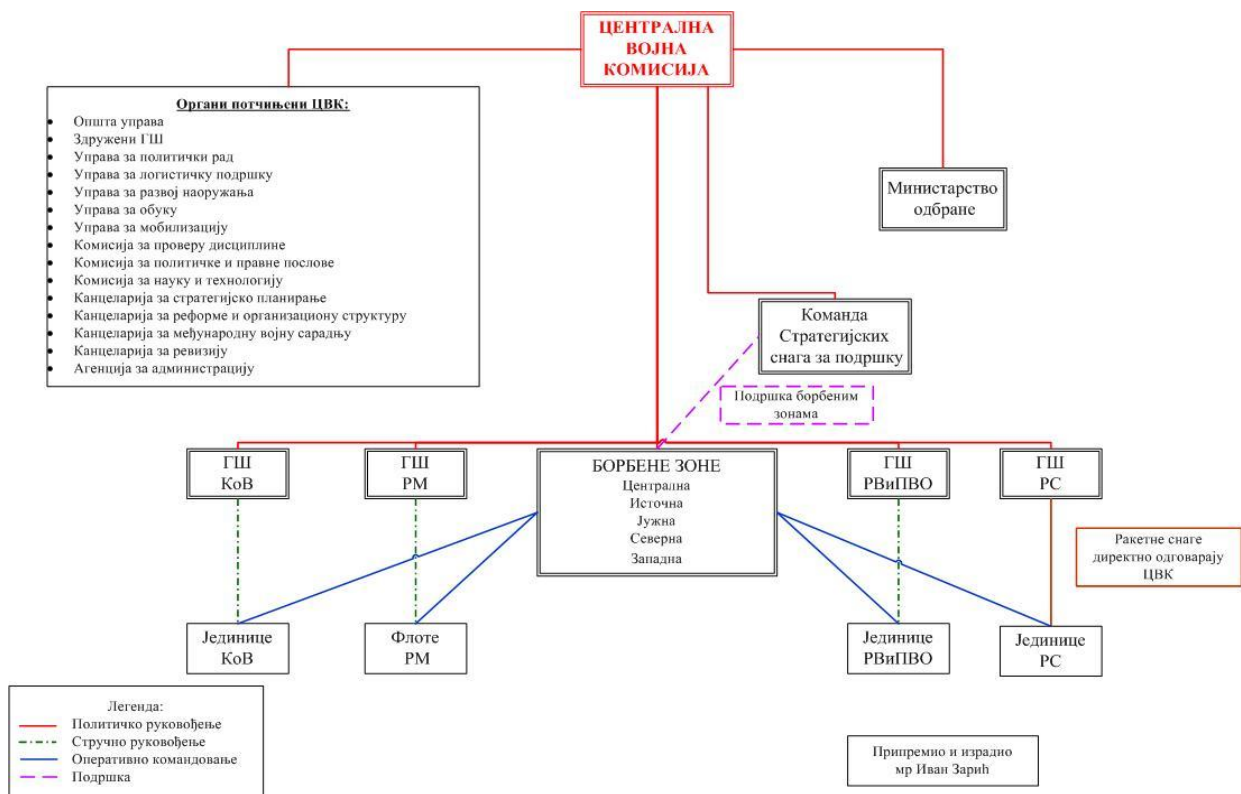 ЦЕНТРАЛНА
ВОЈНА
КОМИСИЈА
Органи потчињени ЦВК:
Општа управа
Здружени ГШ
Управа за политички рад
Управа за логистичку подршку
Управа за развој наоружања
Управа за обуку
Управа за мобилизацију
Комисија за проверу дисциплине
Комисија за политичке и правне послове
Комисија за науку и технологију
Канцеларија за стратегијско планирање
Канцеларија за реформе и организациону структуру
Канцеларија за међународну војну сарадњу
Канцеларија за ревизију
Агенција за администрацију
Министарство
одбране
Команда
Стратегијских
снага за подршку
Подршка борбеним
зонама
ГШ
КоВ
ГШ
РМ
БОРБЕНЕ ЗОНЕ
Централна
Источна
Јужна
Северна
Западна
ГШ
РВиПВО
ГШ
РС
Ракетне снаге
директно одговарају
ЦВК
Јединице
КоВ
Флоте
РМ
Јединице
РВиПВО
Јединице
РС
Легенда:
Политичко руковођење
Стручно руковођење
Оперативно командовање
Подршка
Припремио и израдно
мр Иван Зарић